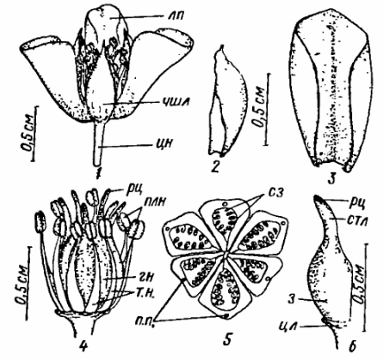 лп
чшл
цн
0,5 см
1
0,5 см
2
3
рц
плн
гн
т.н.
0,5 см
4
сз
п.п.
5
рц
стл
з
цл
0,5 см
6